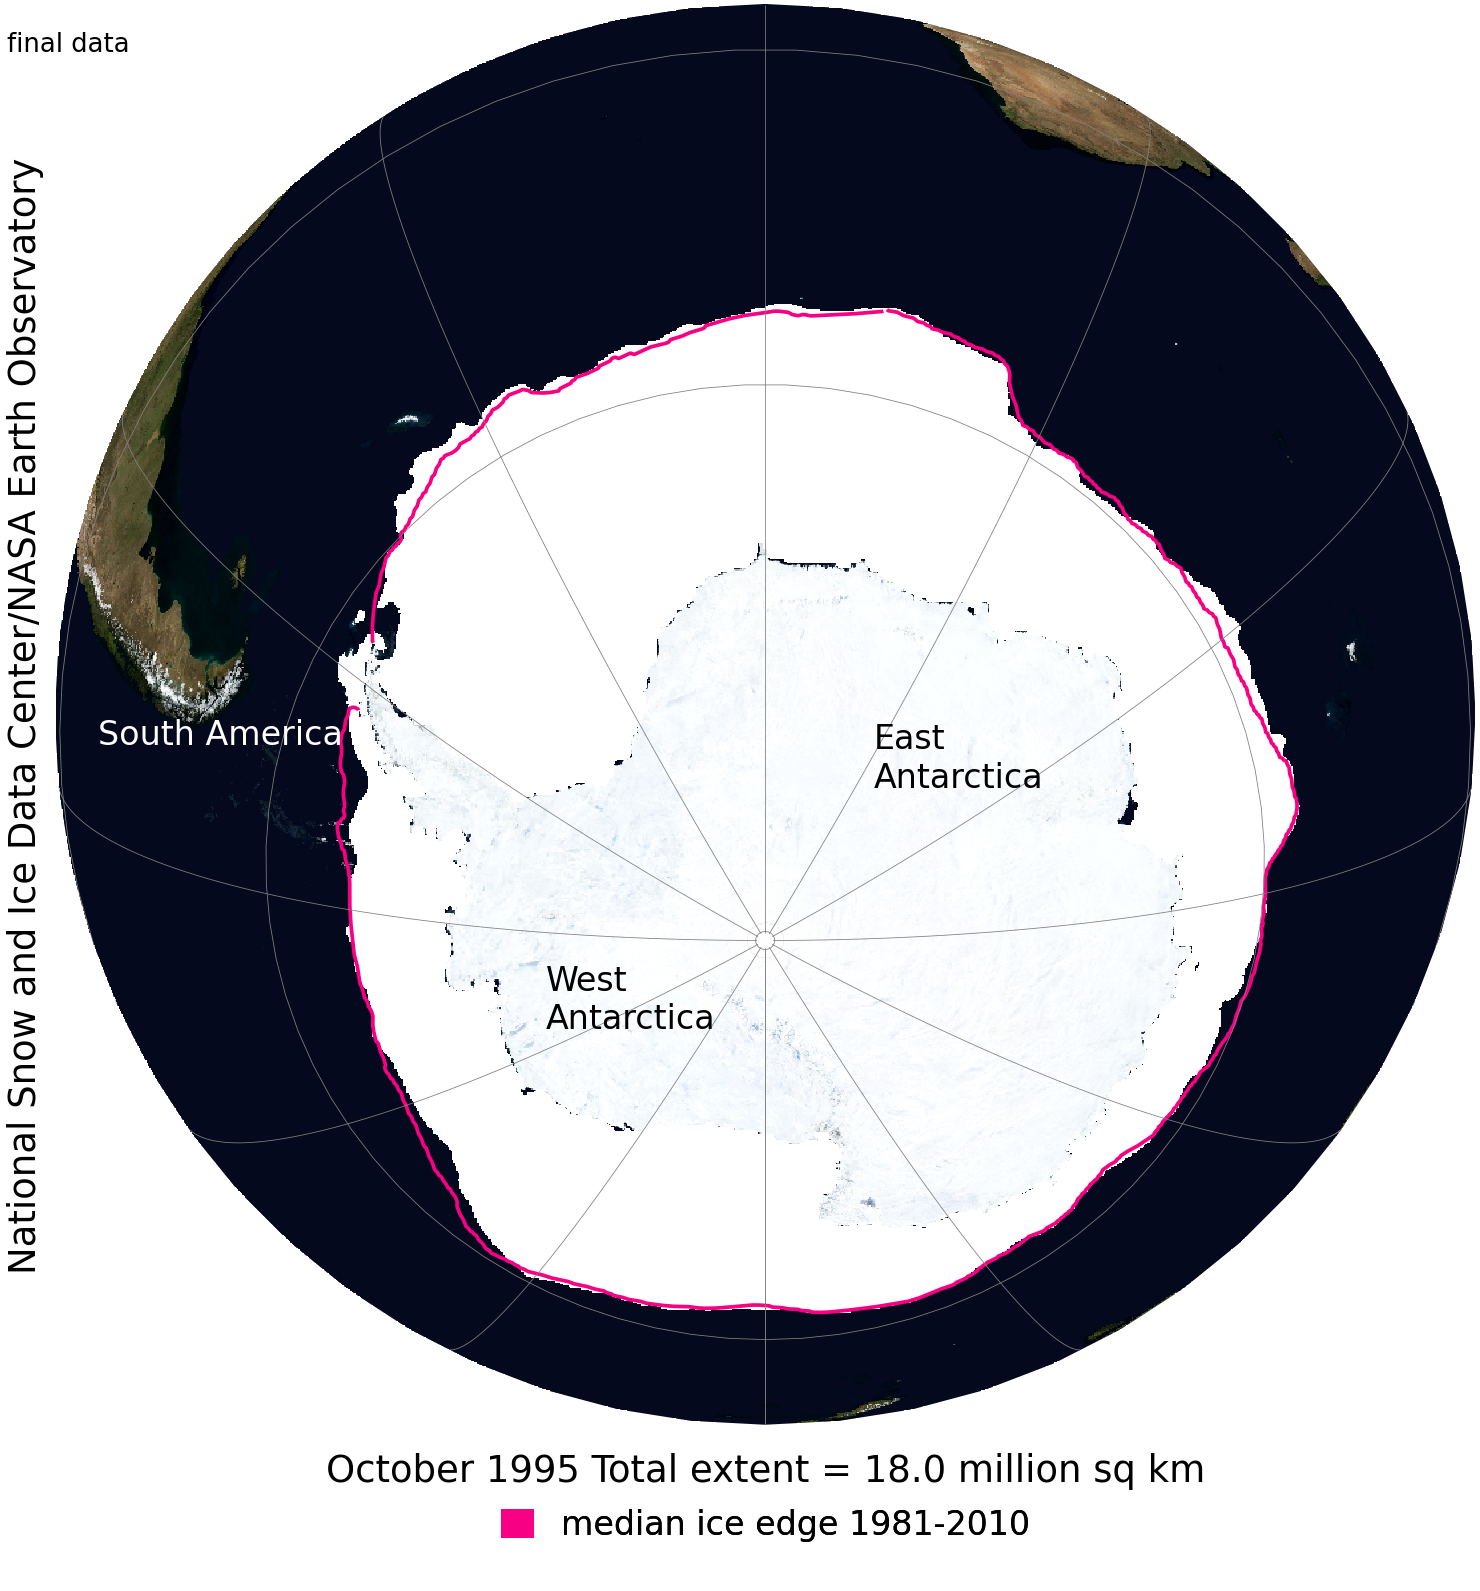 final data
National Snow and Ice Data Center/NASA Earth Observatory
South America
East
Antarctica
West
Antarctica
October 1995 Total extent = 18.0 million sq km
median ice edge 1981-2010